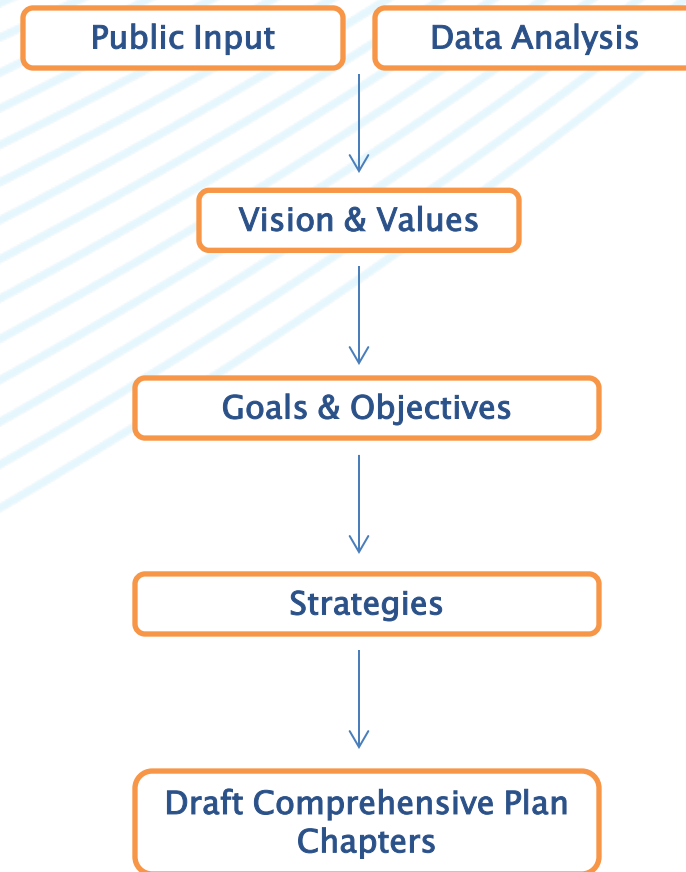 Public Input
Data Analysis
Vision & Values
Goals & Objectives
Strategies
Draft Comprehensive Plan
Chapters